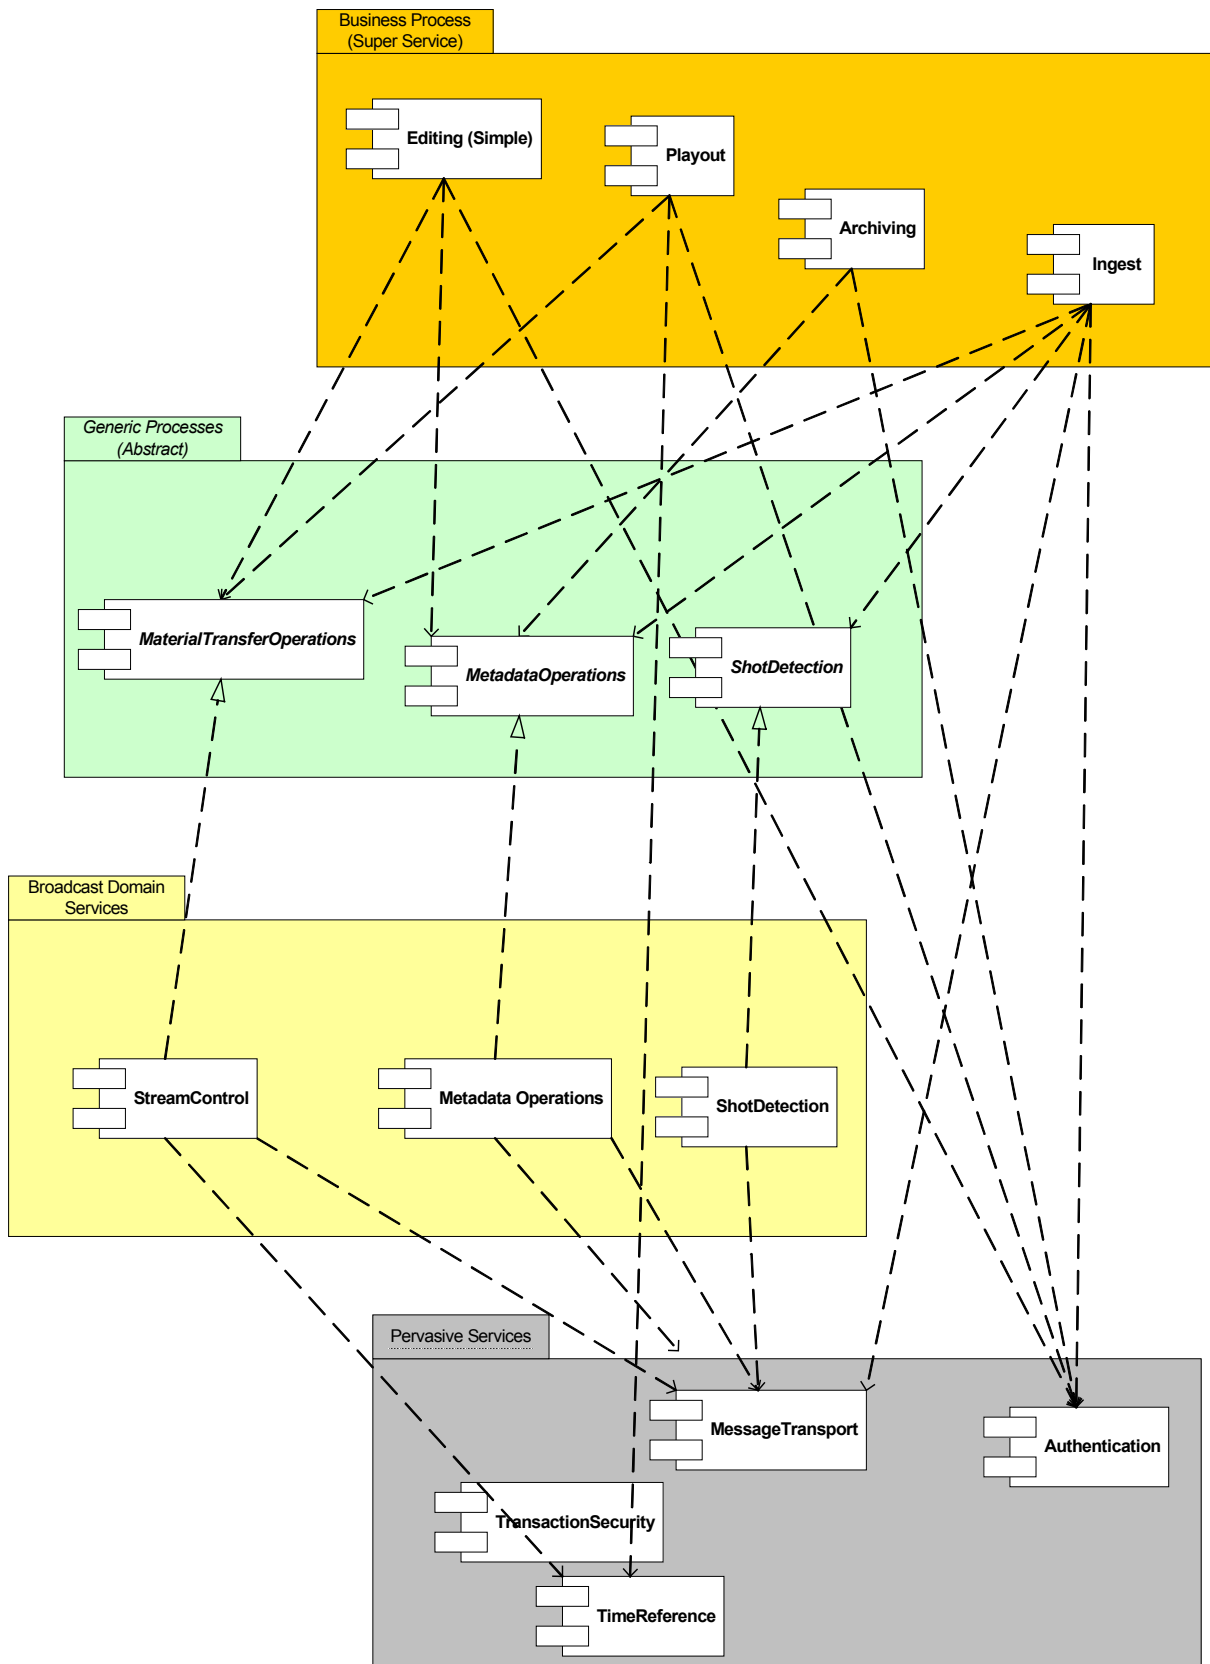 Business Process
(Super Service)
Editing (Simple)
Playout
Archiving
Ingest
Generic Processes
(Abstract)
MaterialTransferOperations
MetadataOperations
ShotDetection
Broadcast Domain
Services
StreamControl
Metadata Operations
ShotDetection
Pervasive Services
MessageTransport
Authentication
TransactionSecurity
TimeReference